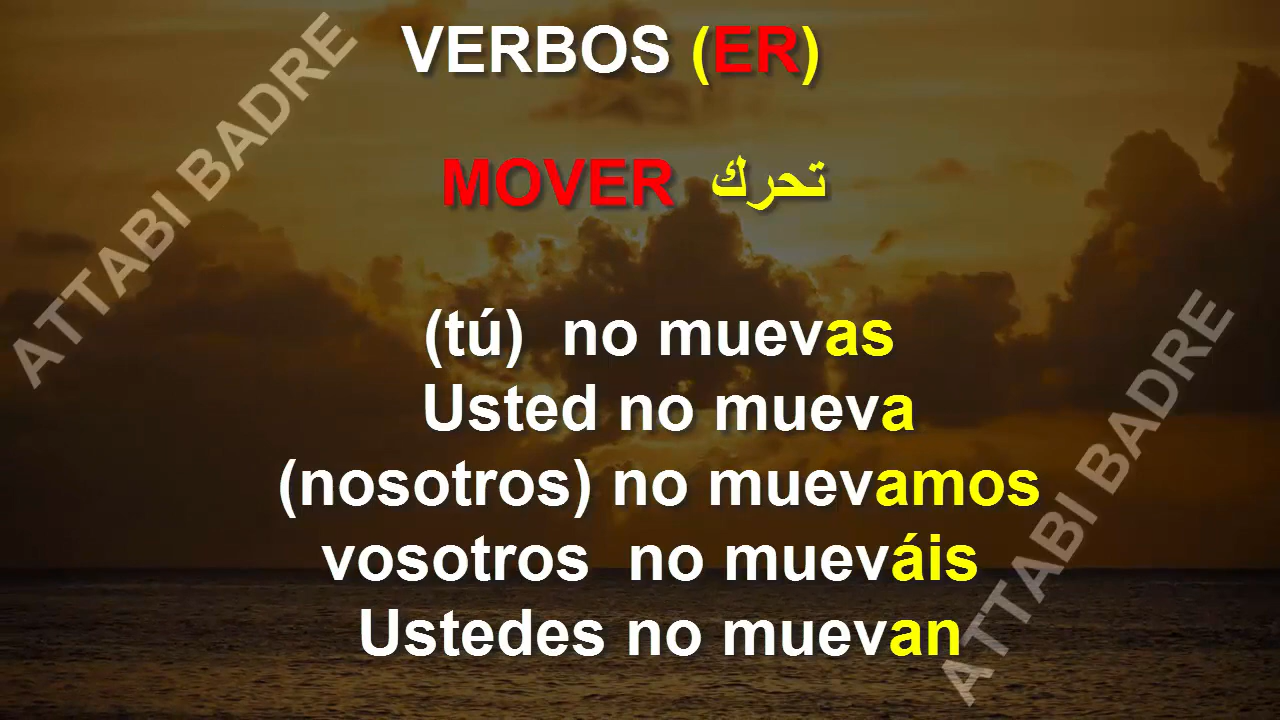 VERBOS (ER)
MOVER تحرك
(tú) no muevas
Usted no mueva
(nosotros) no muevamos
vosotros no mueváis
Ustedes no muevan
ATTABI BADRE
ATTABI BADRE